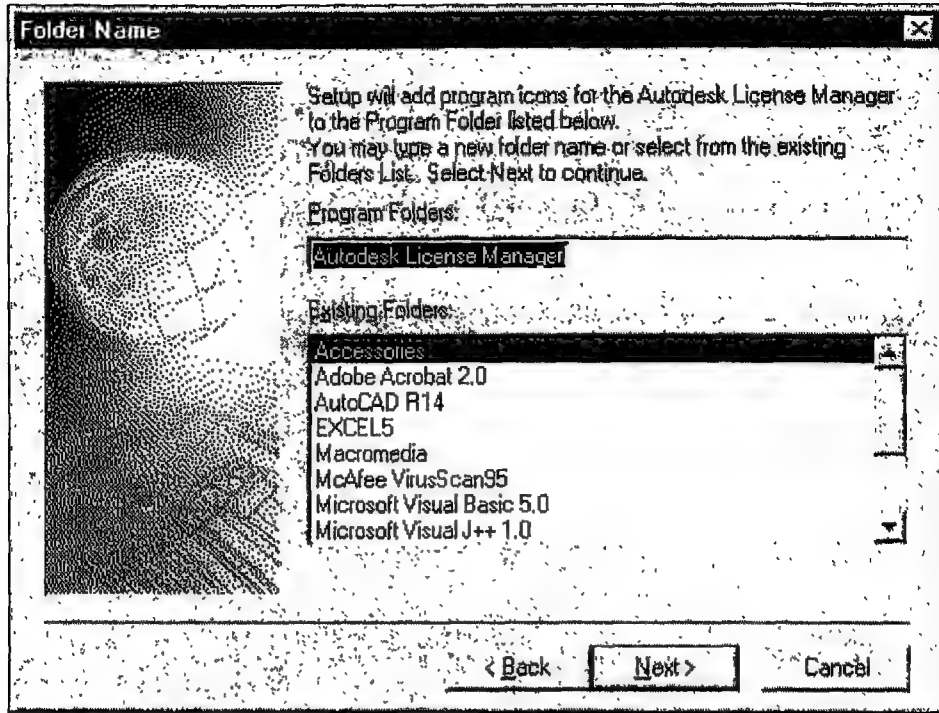 Folder Name
Setup will add program icons for the Autodesk License Manager
to the Program Folder listed below.
You may type a new folder name or select from the existing
Folders List. Select Next to continue.
Program Folders:
Autodesk License Manager
Existing Folders:
Accessories
Adobe Acrobat 2.0
AutoCAD R14
EXCEL5
Macromedia
McAfee VirusScan95
Microsoft Visual Basic 5.0
Microsoft Visual J++ 1.0
< Back Next > Cancel